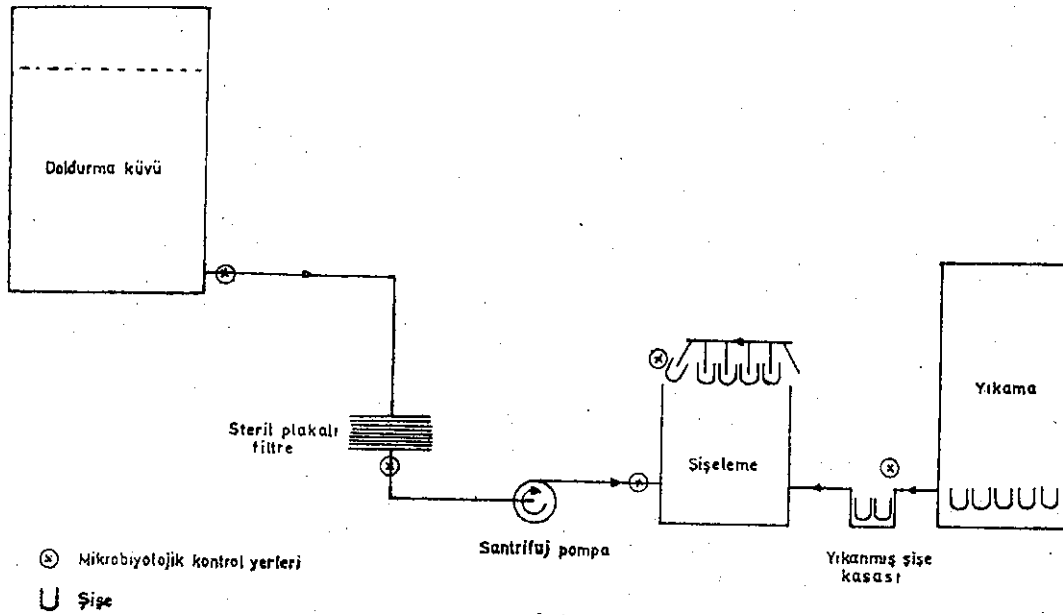 Doldurma küvü
Steril plakalı
filtre
Santrifuj pompa
Şişeleme
Yıkama
Yıkanmış şişe
kasası
Mikrobiyolojik kontrol yerleri
Şişe